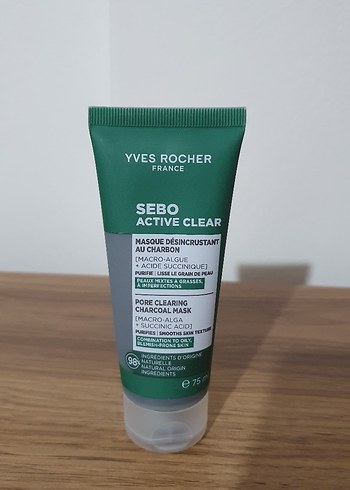 YVES ROCHER
FRANCE
SEBO
ACTIVE CLEAR
MASQUE DÉSINCRUSTANT
AU CHARBON
[MACRO-ALGUE
+ ACIDE SUCCINIQUE]
PURIFIE | LISSE LE GRAIN DE PEAU
PEAUX MIXTES À GRASSES,
À IMPERFECTIONS
PORE CLEARING
CHARCOAL MASK
[MACRO-ALGA
+ SUCCINIC ACID]
PURIFIES | SMOOTHS SKIN TEXTURE
COMBINATION TO OILY,
BLEMISH-PRONE SKIN
98%
INGRÉDIENTS D'ORIGINE
NATURELLE
NATURAL ORIGIN
INGREDIENTS
℮ 75